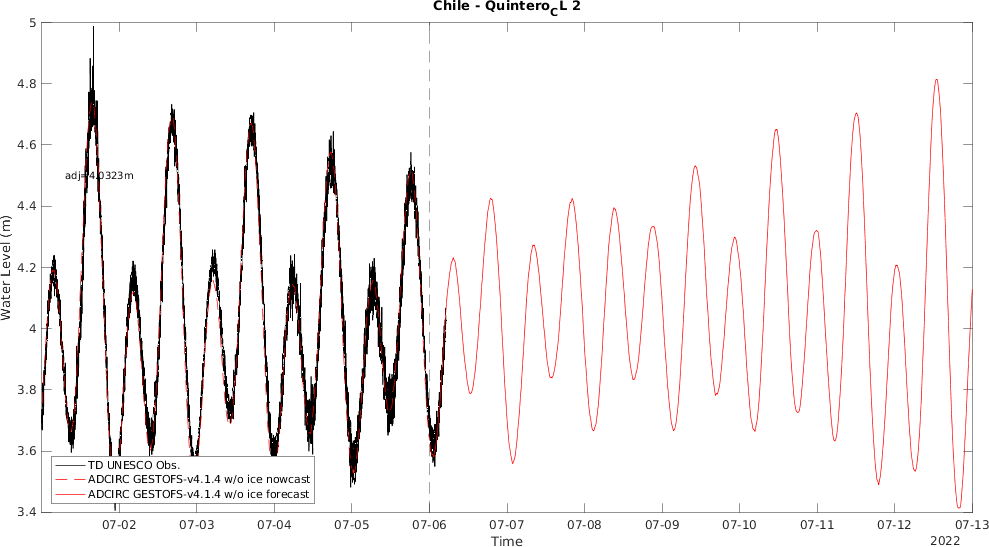 Chile - Quintero_CL 2
Water Level (m)
5
4.8
4.6
4.4
4.2
4
3.8
3.6
3.4
adj=4.0323m
TD UNESCO Obs.
ADCIRC GESTOFS-v4.1.4 w/o ice nowcast
ADCIRC GESTOFS-v4.1.4 w/o ice forecast
07-02 07-03 07-04 07-05 07-06 07-07 07-08 07-09 07-10 07-11 07-12 07-13
Time
2022